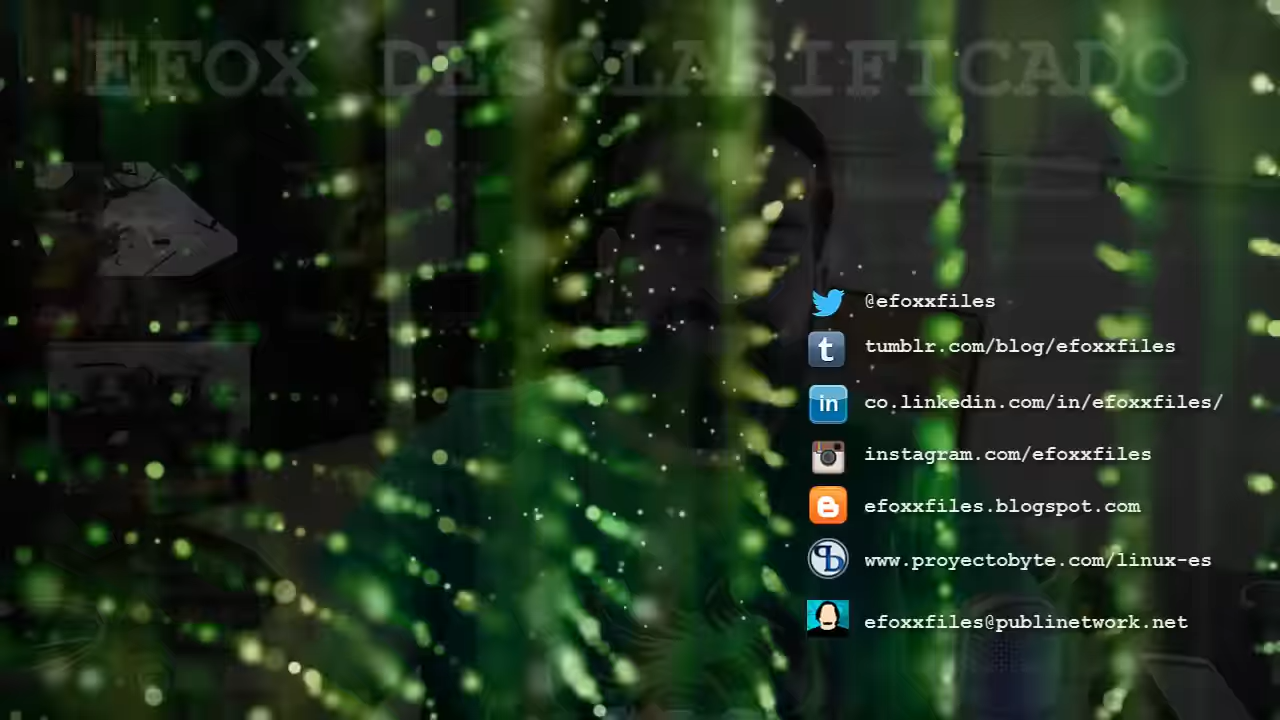 EFOX DESCLASIFICADO
@efoxxfiles
tumblr.com/blog/efoxxfiles
co.linkedin.com/in/efoxxfiles/
instagram.com/efoxxfiles
efoxxfiles.blogspot.com
www.proyectobyte.com/linux-es
efoxxfiles@publinetwork.net